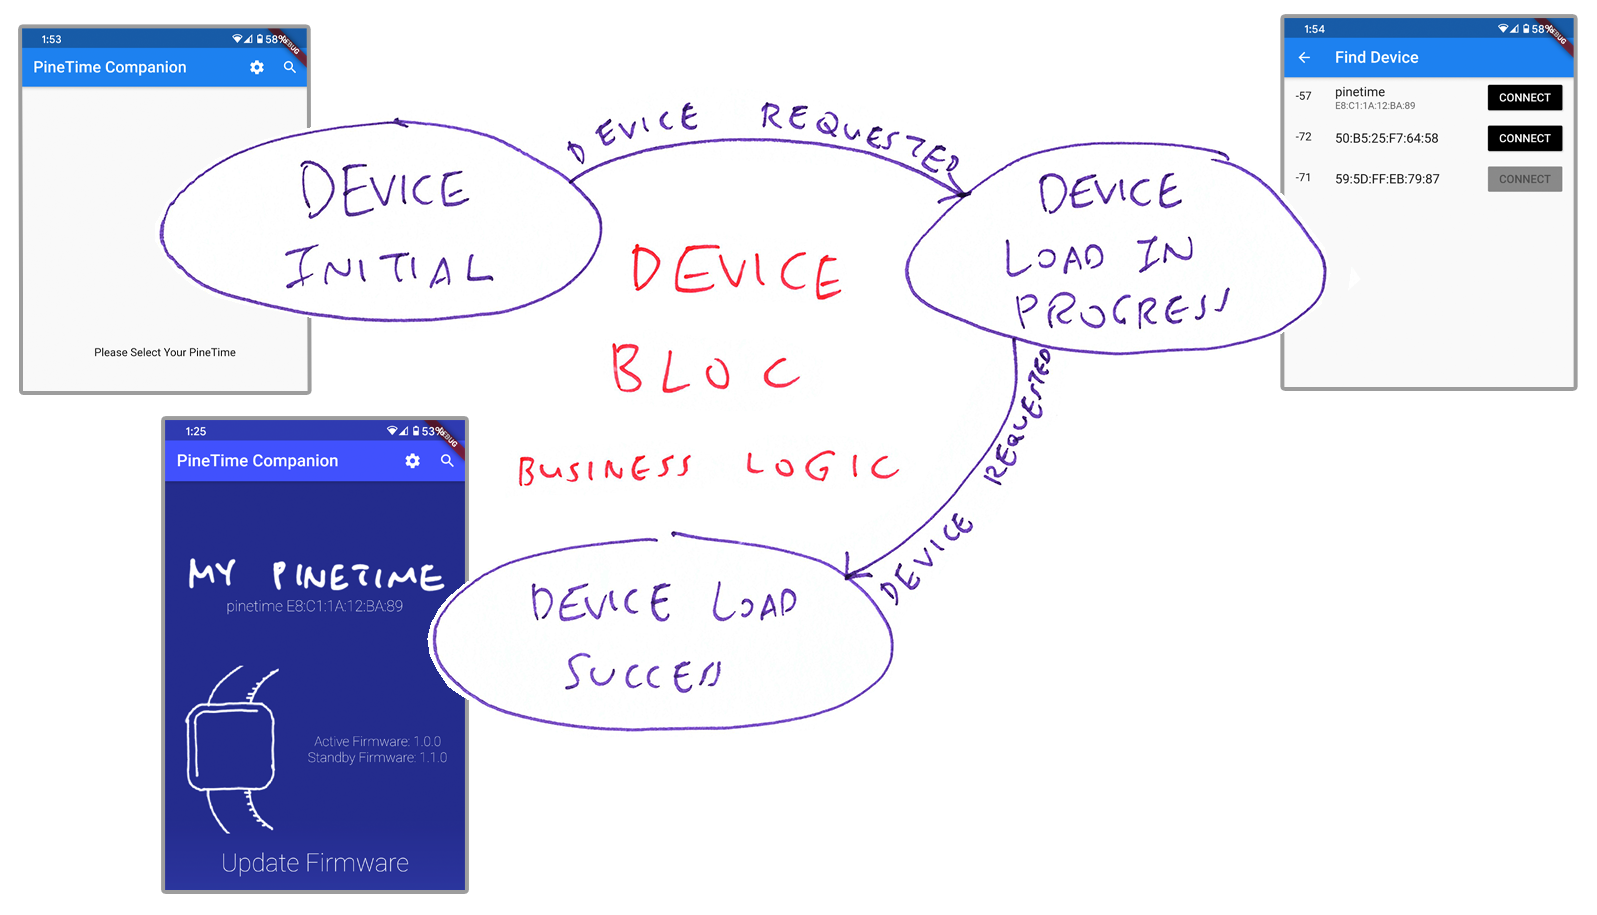 1:53
58%
DEBUG
PineTime Companion
Please Select Your PineTime
DEVICE
INITIAL
DEVICE REQUESTED
DEVICE
LOAD IN
PROGRESS
1:54
58%
DEBUG
Find Device
-57
pinetime
E8:C1:1A:12:BA:89
CONNECT
-72
50:B5:25:F7:64:58
CONNECT
-71
59:5D:FF:EB:79:87
CONNECT
DEVICE
BLOC
BUSINESS LOGIC
DEVICE REQUESTED
DEVICE LOAD
SUCCESS
1:25
53%
DEBUG
PineTime Companion
MY PINETIME
pinetime E8:C1:1A:12:BA:89
Active Firmware: 1.0.0
Standby Firmware: 1.1.0
Update Firmware